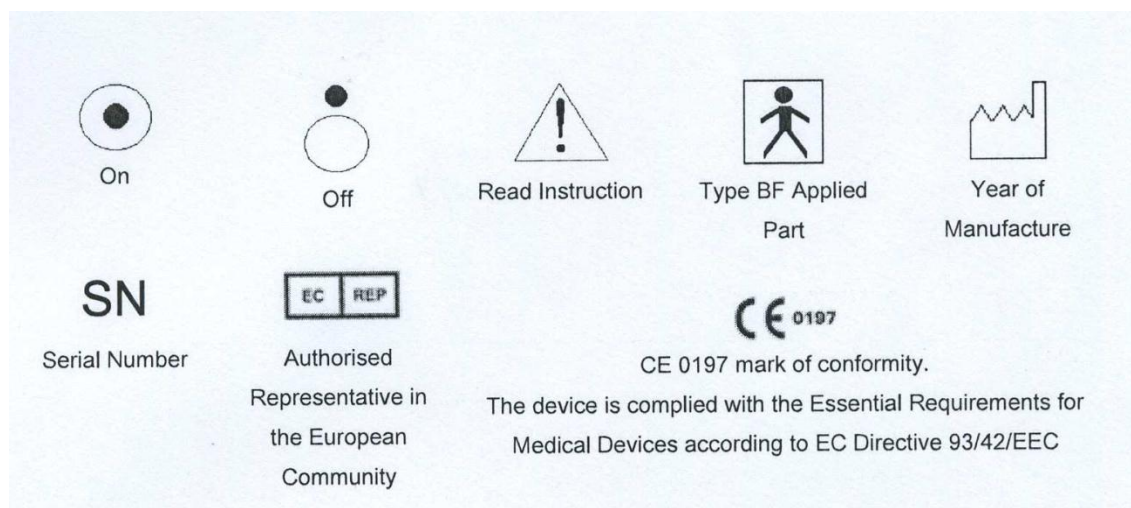 On
Off
Read Instruction
Type BF Applied
Part
Year of
Manufacture
SN
Serial Number
EC REP
Authorised
Representative in
the European
Community
CE 0197
CE 0197 mark of conformity.
The device is complied with the Essential Requirements for
Medical Devices according to EC Directive 93/42/EEC